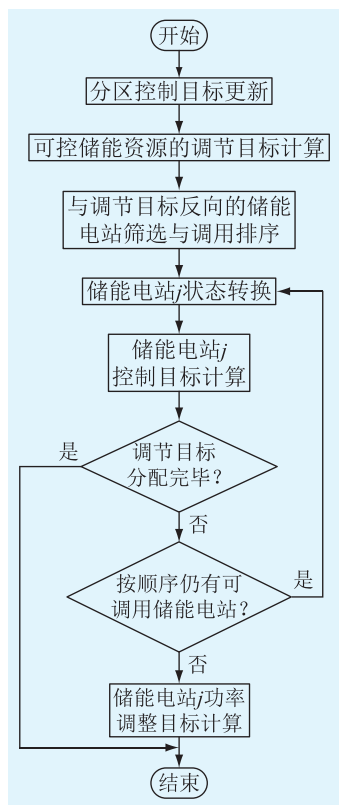 开始
分区控制目标更新
可控储能资源的调节目标计算
与调节目标反向的储能
电站筛选与调用排序
储能电站j状态转换
储能电站j
控制目标计算
是
调节目标
分配完毕？
否
按顺序仍有可
调用储能电站？
是
否
储能电站j功率
调整目标计算
结束